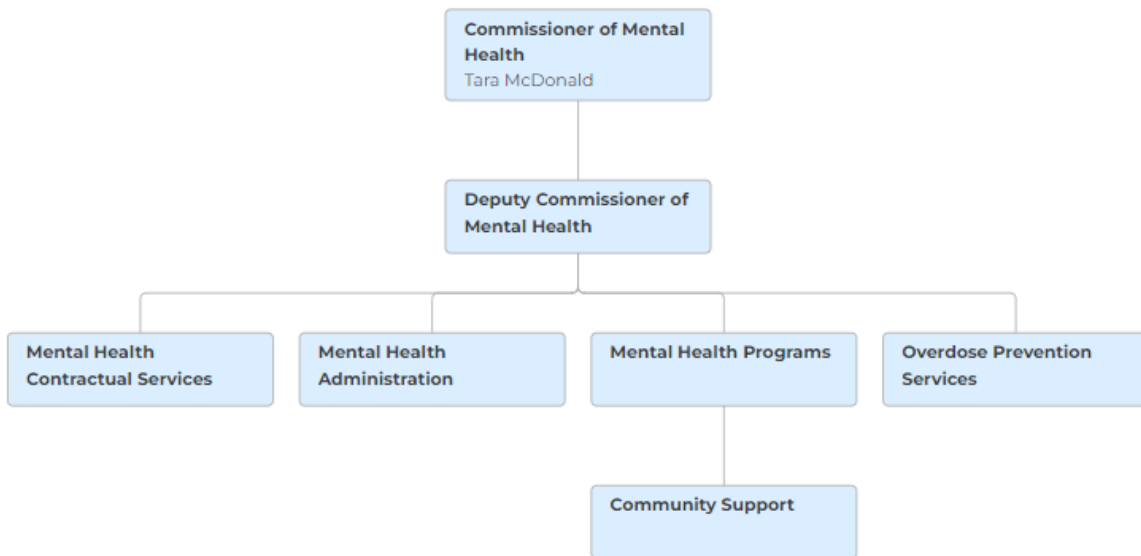 Commissioner of Mental
Health
Tara McDonald
Deputy Commissioner of
Mental Health
Mental Health
Contractual Services
Mental Health
Administration
Mental Health Programs
Overdose Prevention
Services
Community Support